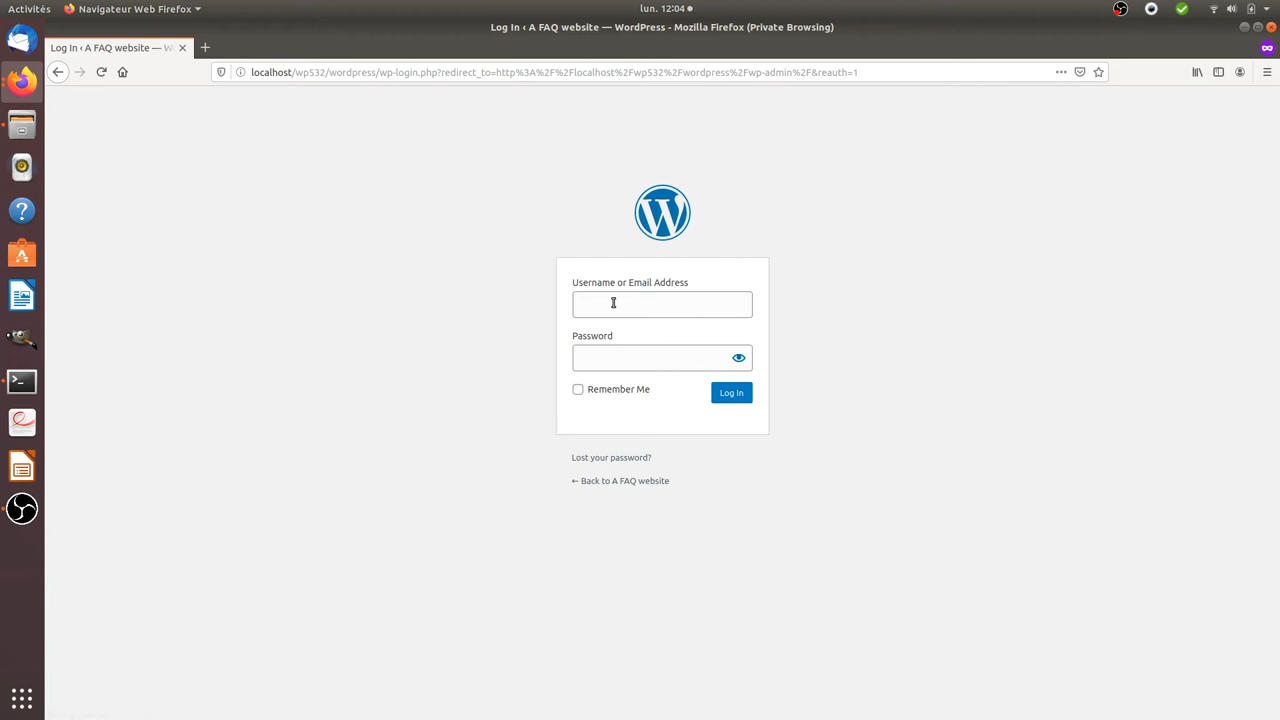 Activités
Navigateur Web Firefox
lun. 12:04
Log In ‹ A FAQ website — WordPress - Mozilla Firefox (Private Browsing)
Log In ‹ A FAQ website — W
localhost/wp532/wordpress/wp-login.php?redirect_to=http%3A%2F%2Flocalhost%2Fwp532%2Fwordpress%2Fwp-admin%2F&reauth=1
Username or Email Address
Password
Remember Me
Log In
Lost your password?
← Back to A FAQ website